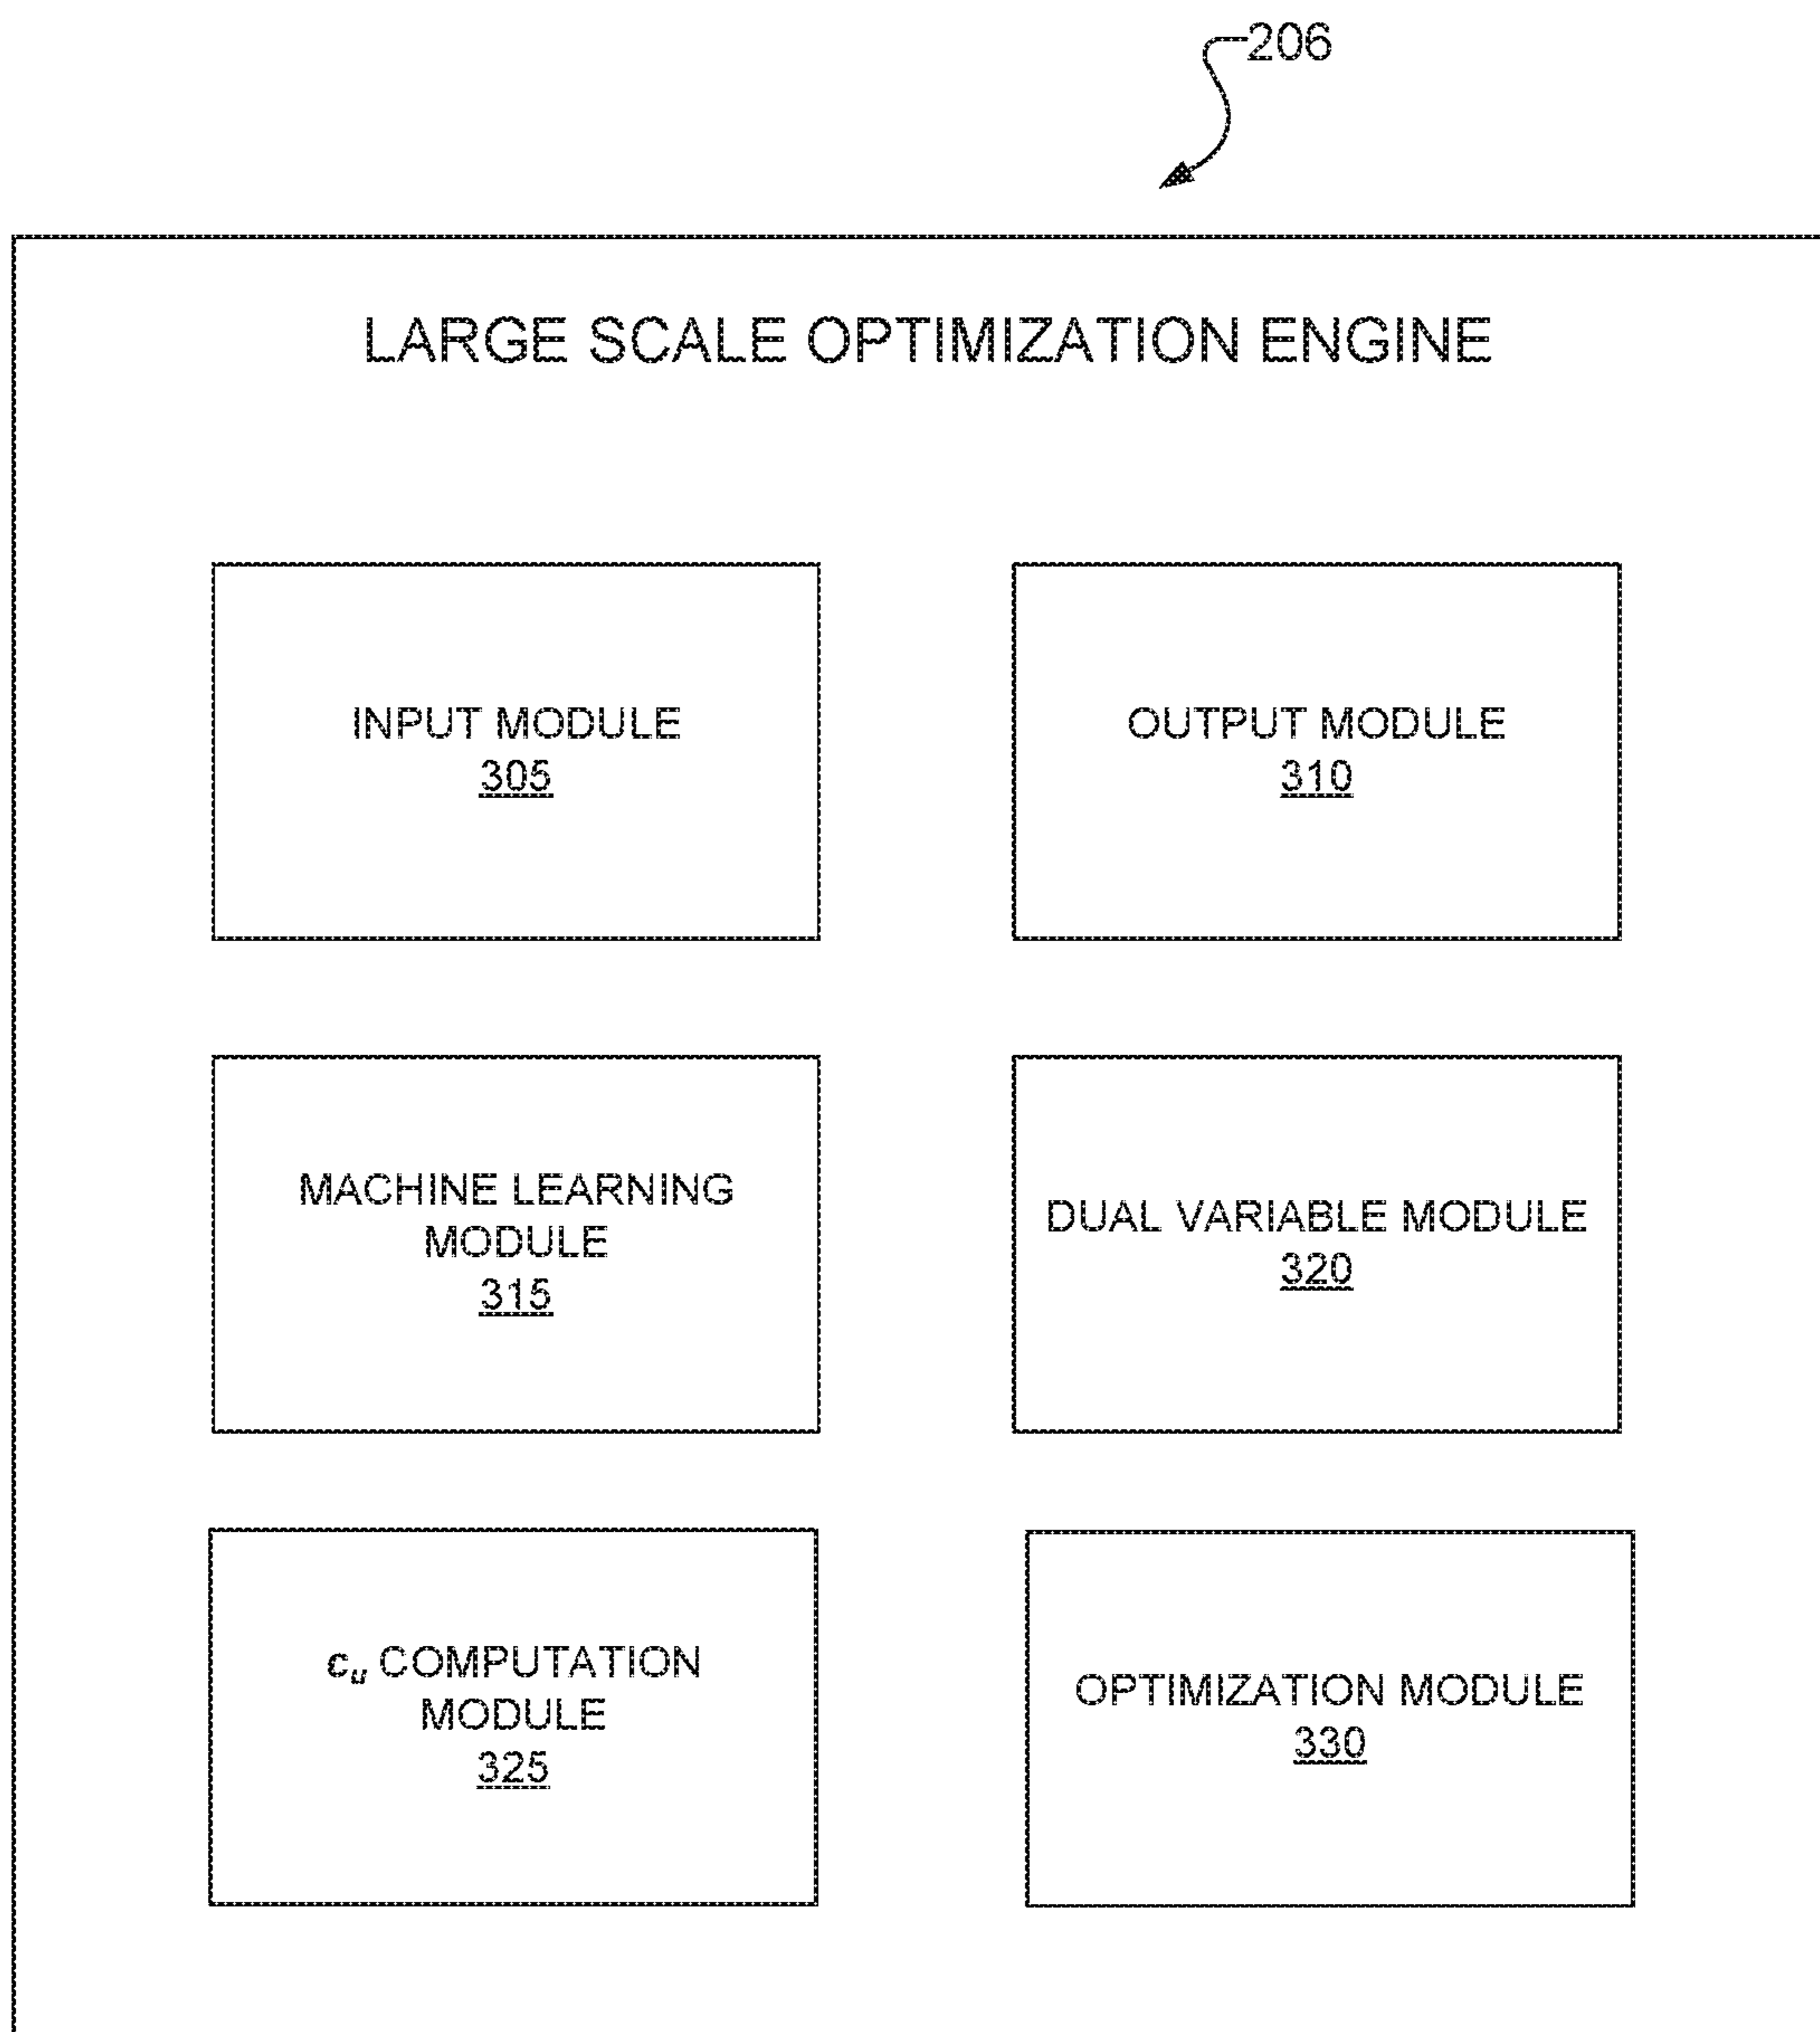 206
LARGE SCALE OPTIMIZATION ENGINE
INPUT MODULE
305
OUTPUT MODULE
310
MACHINE LEARNING
MODULE
315
DUAL VARIABLE MODULE
320
cᵤ COMPUTATION
MODULE
325
OPTIMIZATION MODULE
330